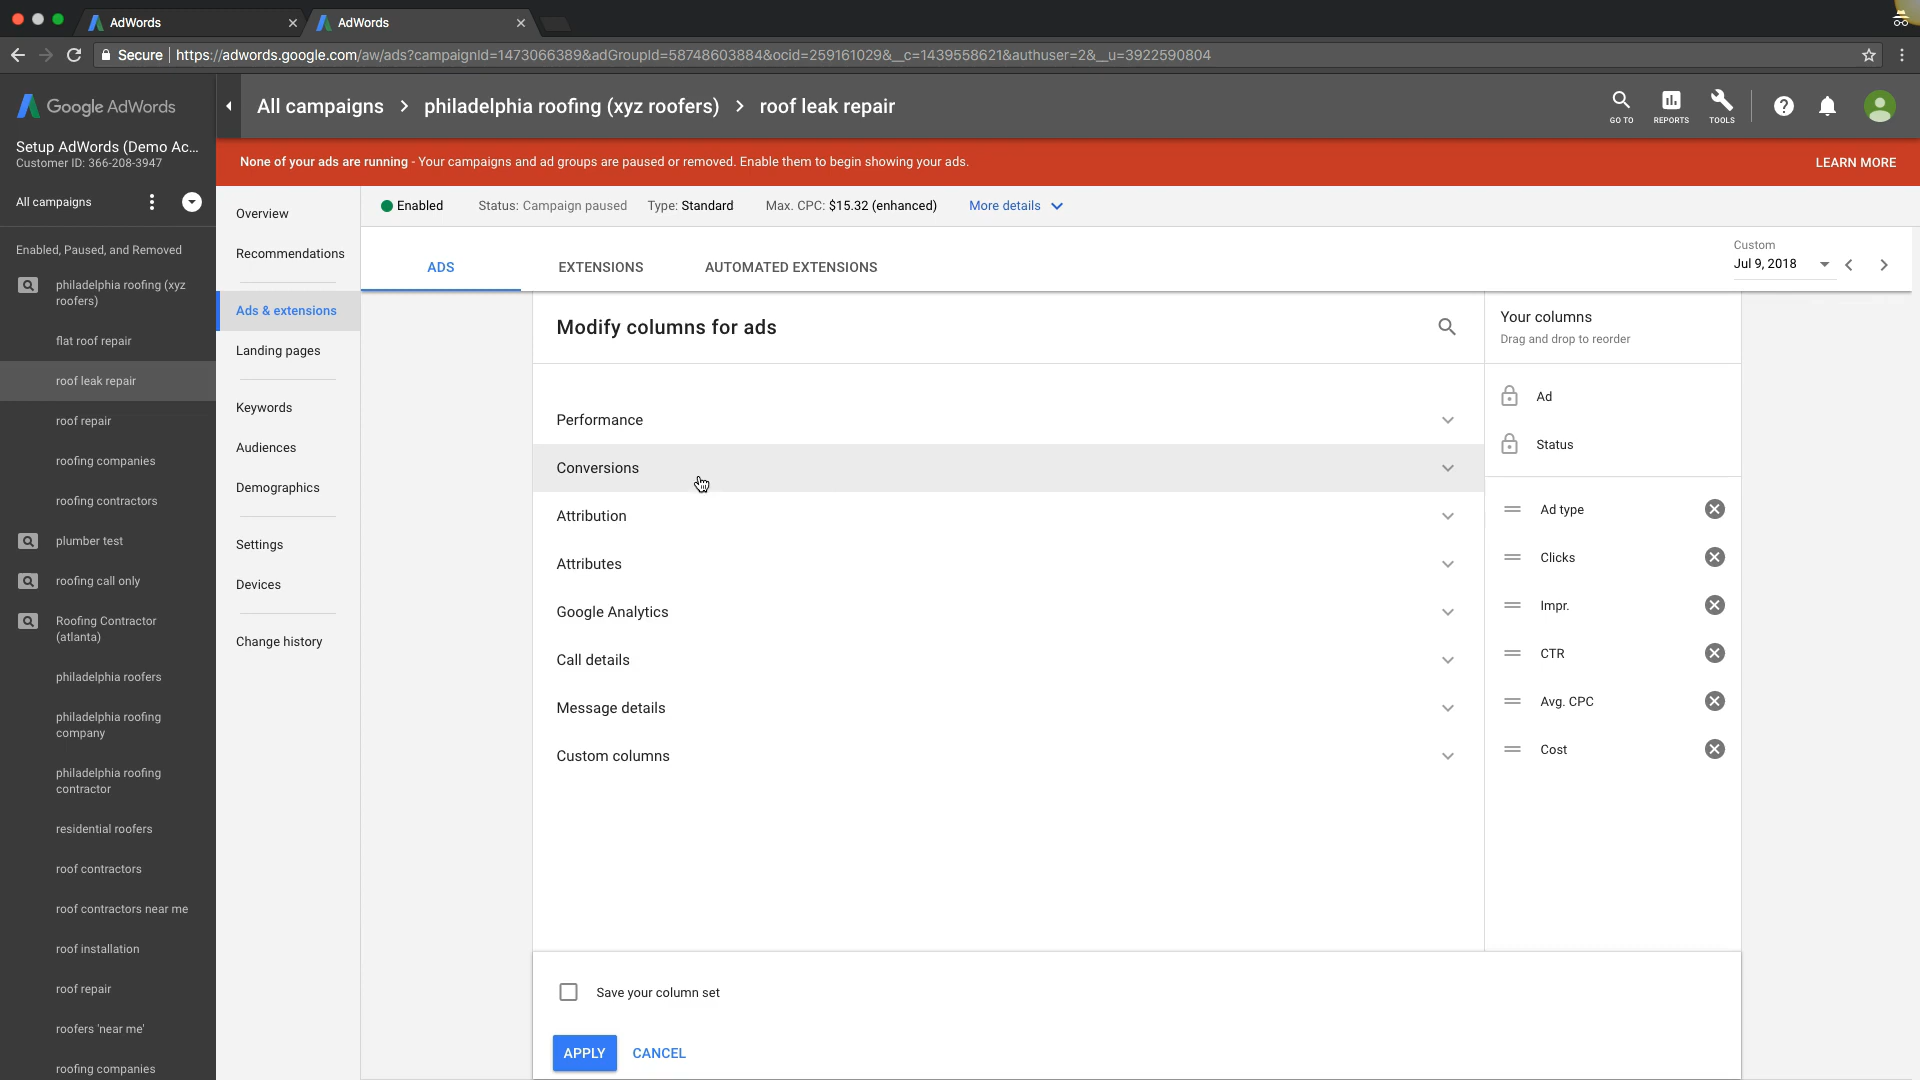 AdWords
AdWords
Secure
https://adwords.google.com/aw/ads?campaignId=1473066389&adGroupId=58748603884&ocid=259161029&__c=1439558621&authuser=2&__u=3922590804
Google AdWords
All campaigns > philadelphia roofing (xyz roofers) > roof leak repair
GO TO
REPORTS
TOOLS
Setup AdWords (Demo Ac...
Customer ID: 366-208-3947
None of your ads are running - Your campaigns and ad groups are paused or removed. Enable them to begin showing your ads.
LEARN MORE
All campaigns
Enabled, Paused, and Removed
philadelphia roofing (xyz
roofers)
flat roof repair
roof leak repair
roof repair
roofing companies
roofing contractors
plumber test
roofing call only
Roofing Contractor
(atlanta)
philadelphia roofers
philadelphia roofing
company
philadelphia roofing
contractor
residential roofers
roof contractors
roof contractors near me
roof installation
roof repair
roofers 'near me'
roofing companies
Overview
Recommendations
Ads & extensions
Landing pages
Keywords
Audiences
Demographics
Settings
Devices
Change history
Enabled
Status: Campaign paused
Type: Standard
Max. CPC: $15.32 (enhanced)
More details
ADS
EXTENSIONS
AUTOMATED EXTENSIONS
Custom
Jul 9, 2018
Modify columns for ads
Performance
Conversions
Attribution
Attributes
Google Analytics
Call details
Message details
Custom columns
Your columns
Drag and drop to reorder
Ad
Status
Ad type
Clicks
Impr.
CTR
Avg. CPC
Cost
Save your column set
APPLY
CANCEL